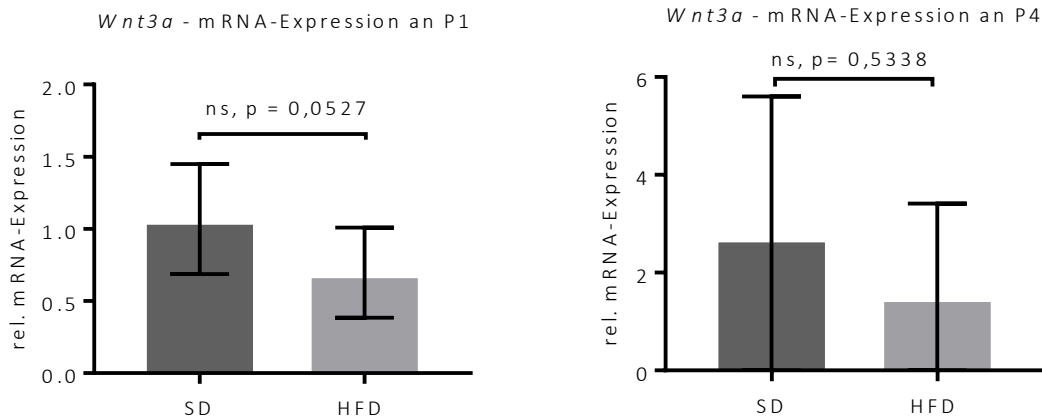 Wnt3a - mRNA-Expression an P1
rel. mRNA-Expression
2.0
1.5
1.0
0.5
0.0
ns, p = 0,0527
SD
HFD
Wnt3a - mRNA-Expression an P4
rel. mRNA-Expression
6
4
2
0
ns, p= 0,5338
SD
HFD